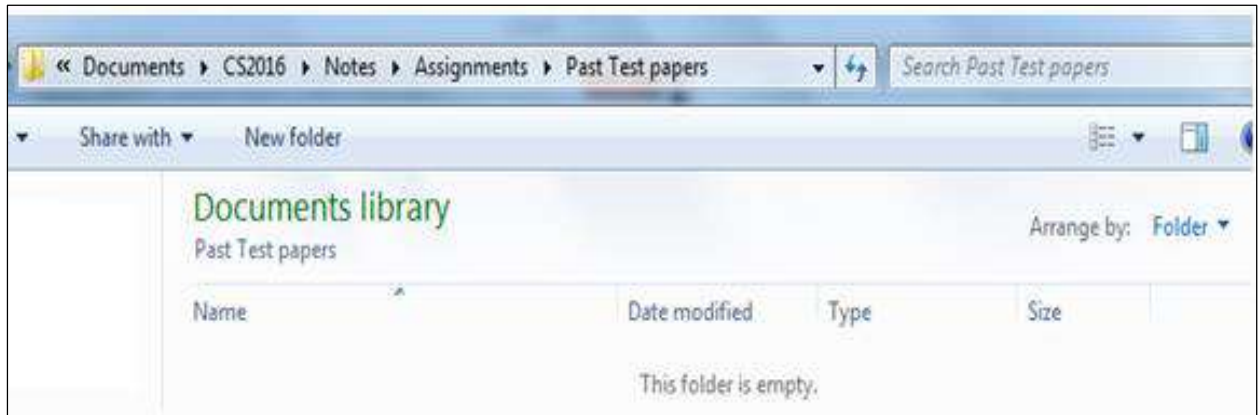 « Documents ▸ CS2016 ▸ Notes ▸ Assignments ▸ Past Test papers Search Past Test papers
Share with New folder
Documents library
Past Test papers Arrange by: Folder
Name Date modified Type Size
This folder is empty.